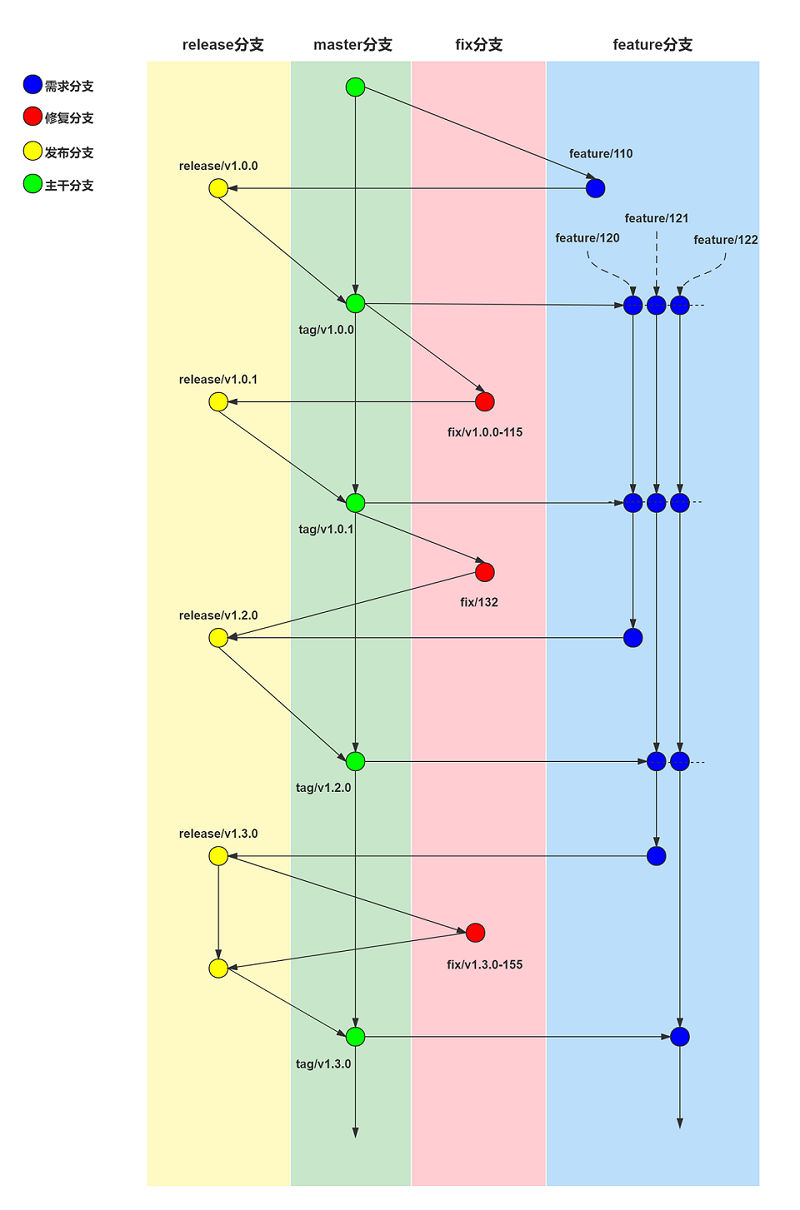 release分支
master分支
fix分支
feature分支
需求分支
修复分支
发布分支
主干分支
feature/110
release/v1.0.0
feature/121
feature/120
feature/122
tag/v1.0.0
release/v1.0.1
fix/v1.0.0-115
tag/v1.0.1
fix/132
release/v1.2.0
tag/v1.2.0
release/v1.3.0
fix/v1.3.0-155
tag/v1.3.0